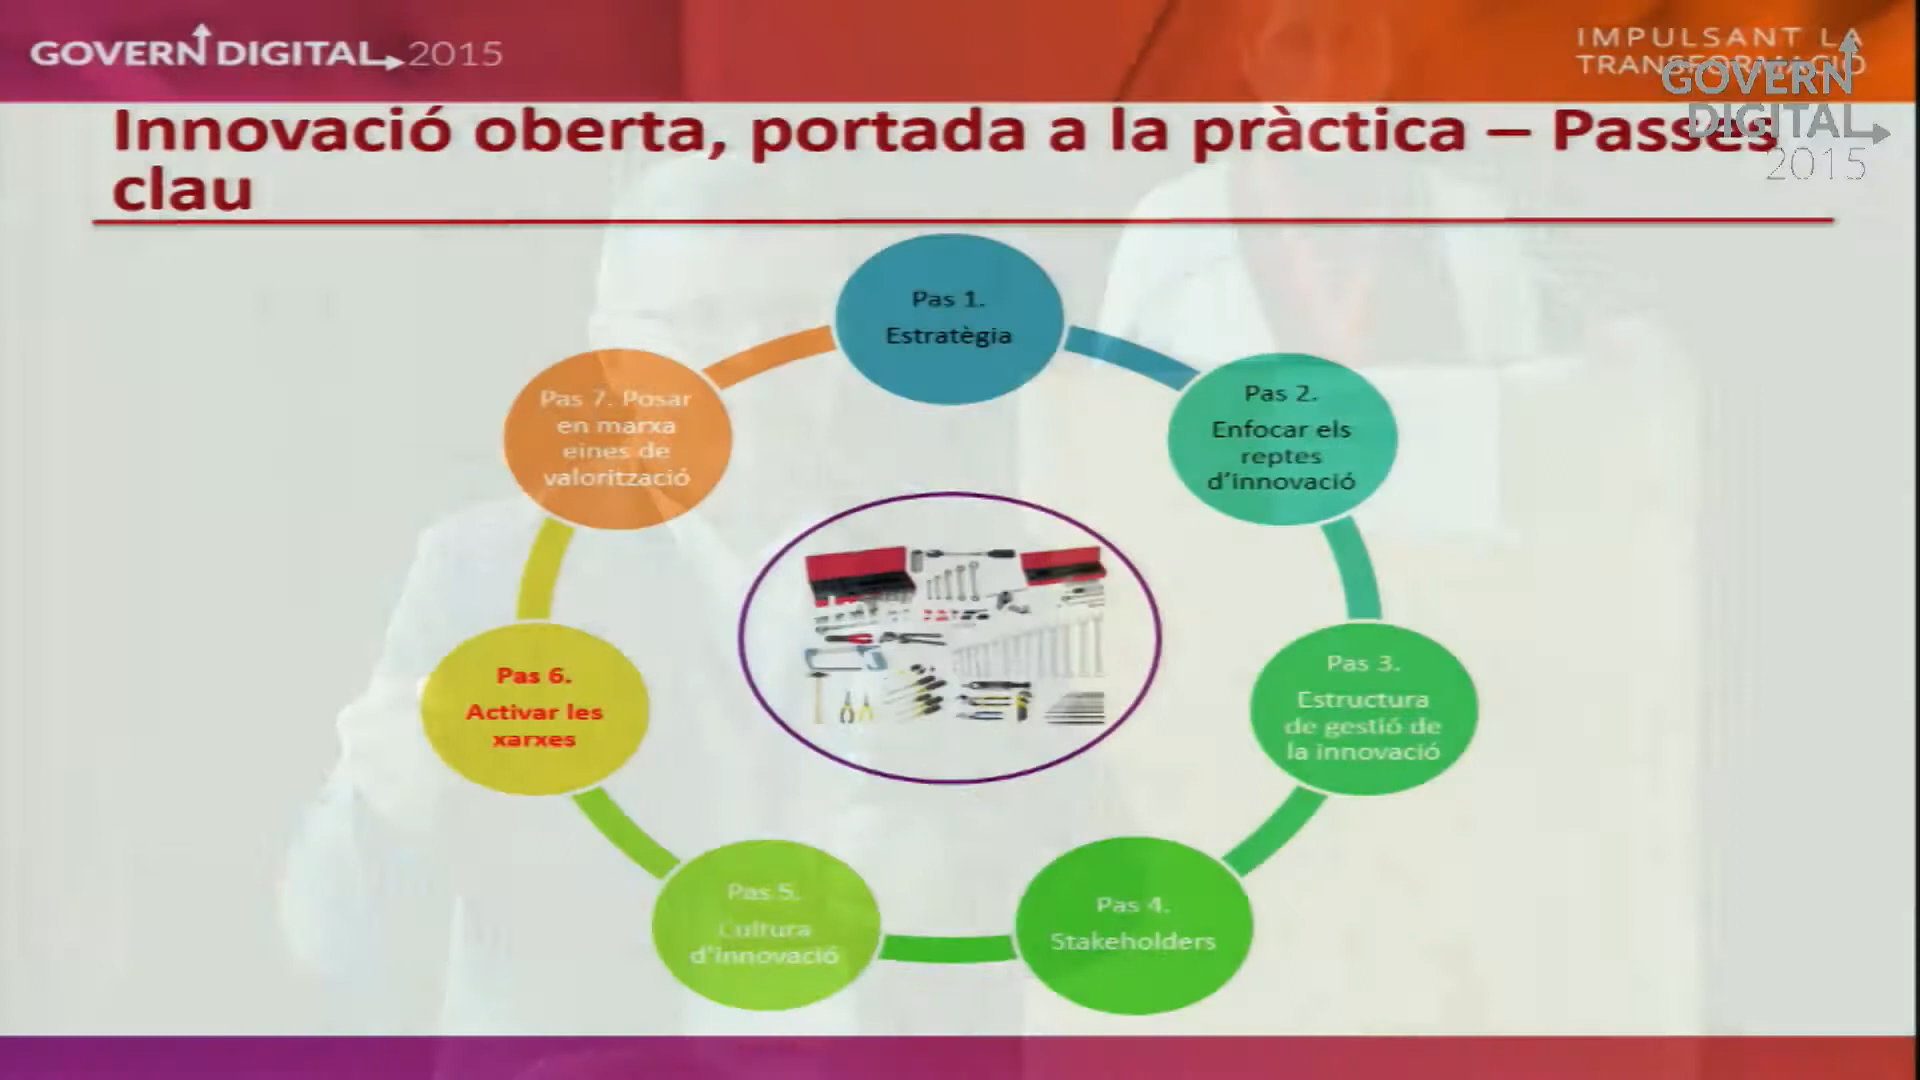 GOVERN DIGITAL 2015
IMPULSANT LA
TRANSFORMACIÓ
GOVERN
DIGITAL
2015
Innovació oberta, portada a la pràctica – Passes
clau
Pas 1.
Estratègia
Pas 2.
Enfocar els
reptes
d'innovació
Pas 3.
Estructura
de gestió de
la innovació
Pas 4.
Stakeholders
Pas 5.
Cultura
d'innovació
Pas 6.
Activar les
xarxes
Pas 7. Posar
en marxa
eines de
valorització